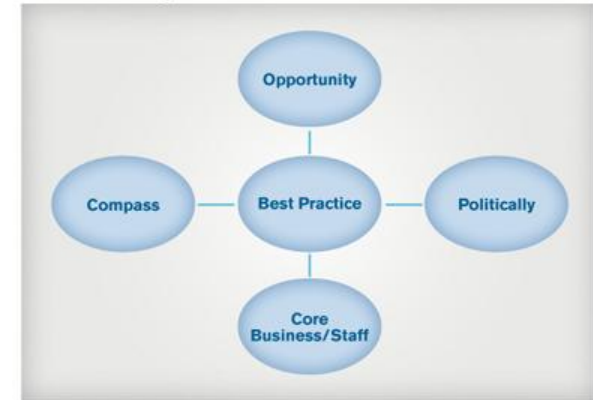 Opportunity
Compass
Best Practice
Politically
Core
Business/Staff